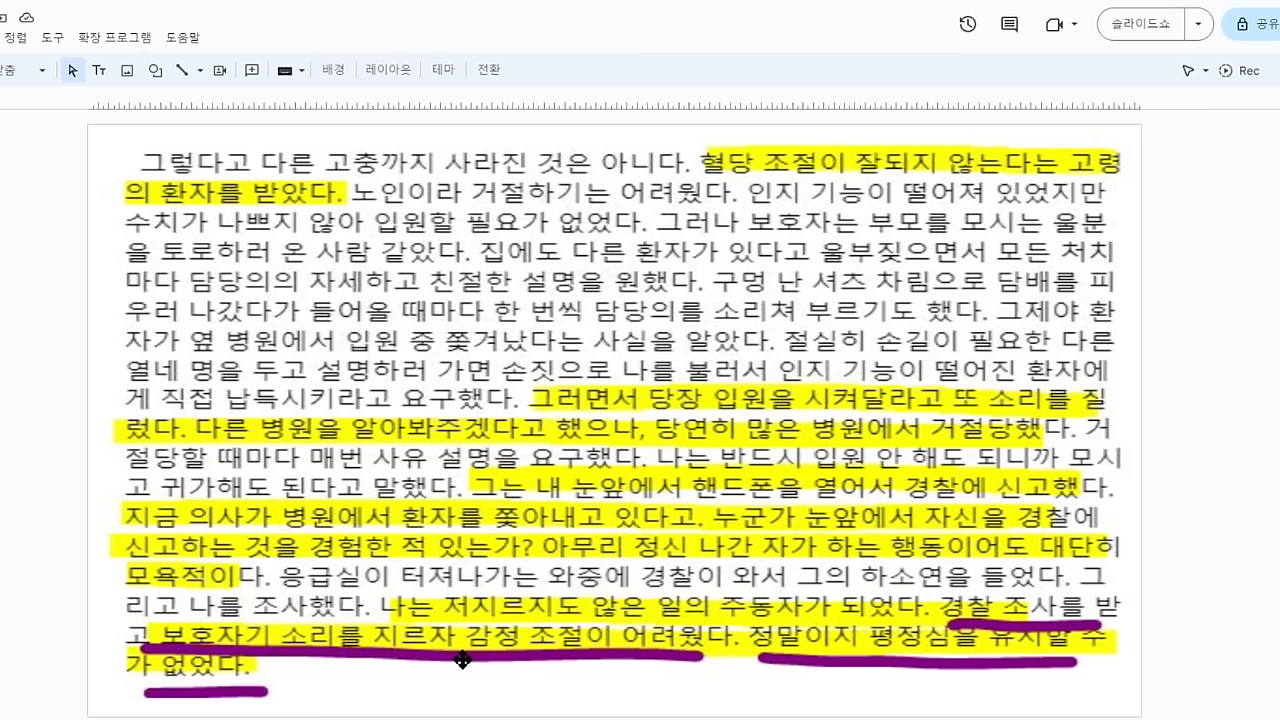 정렬 도구 확장 프로그램 도움말
슬라이드쇼 공유
배경 레이아웃 테마 전환 Rec
그렇다고 다른 고충까지 사라진 것은 아니다. 혈당 조절이 잘되지 않는다는 고령
의 환자를 받았다. 노인이라 거절하기는 어려웠다. 인지 기능이 떨어져 있었지만
수치가 나쁘지 않아 입원할 필요가 없었다. 그러나 보호자는 부모를 모시는 울분
을 토로하러 온 사람 같았다. 집에도 다른 환자가 있다고 울부짖으면서 모든 처치
마다 담당의의 자세하고 친절한 설명을 원했다. 구멍 난 셔츠 차림으로 담배를 피
우러 나갔다가 들어올 때마다 한 번씩 담당의를 소리쳐 부르기도 했다. 그제야 환
자가 옆 병원에서 입원 중 쫓겨났다는 사실을 알았다. 절실히 손길이 필요한 다른
열네 명을 두고 설명하러 가면 손짓으로 나를 불러서 인지 기능이 떨어진 환자에
게 직접 납득시키라고 요구했다. 그러면서 당장 입원을 시켜달라고 또 소리를 질
렀다. 다른 병원을 알아봐주겠다고 했으나, 당연히 많은 병원에서 거절당했다. 거
절당할 때마다 매번 사유 설명을 요구했다. 나는 반드시 입원 안 해도 되니까 모시
고 귀가해도 된다고 말했다. 그는 내 눈앞에서 핸드폰을 열어서 경찰에 신고했다.
지금 의사가 병원에서 환자를 쫓아내고 있다고. 누군가 눈앞에서 자신을 경찰에
신고하는 것을 경험한 적 있는가? 아무리 정신 나간 자가 하는 행동이어도 대단히
모욕적이다. 응급실이 터져나가는 와중에 경찰이 와서 그의 하소연을 들었다. 그
리고 나를 조사했다. 나는 저지르지도 않은 일의 주동자가 되었다. 경찰 조사를 받
고 보호자기 소리를 지르자 감정 조절이 어려웠다. 정말이지 평정심을 유지할 수
가 없었다.